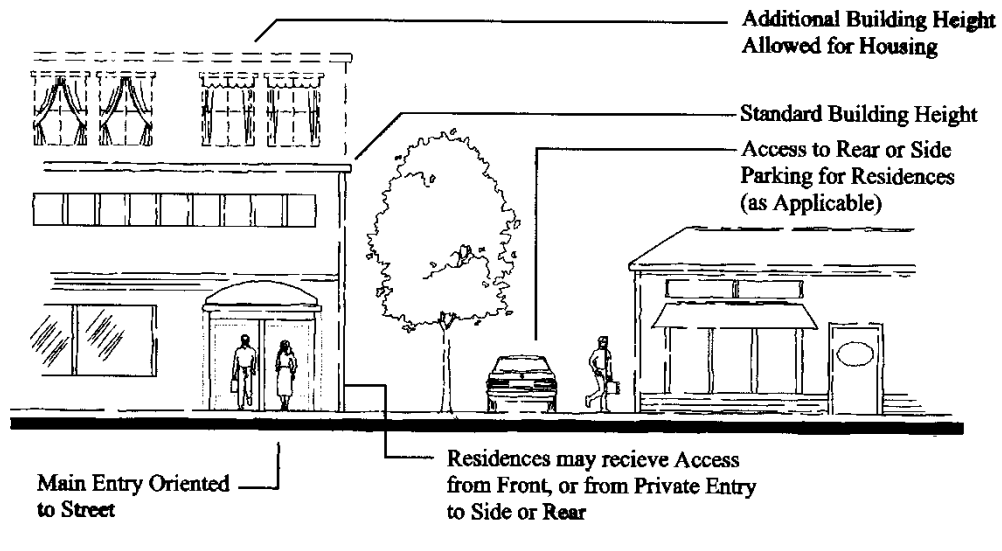 Additional Building Height
Allowed for Housing
Standard Building Height
Access to Rear or Side
Parking for Residences
(as Applicable)
Main Entry Oriented
to Street
Residences may recieve Access
from Front, or from Private Entry
to Side or Rear